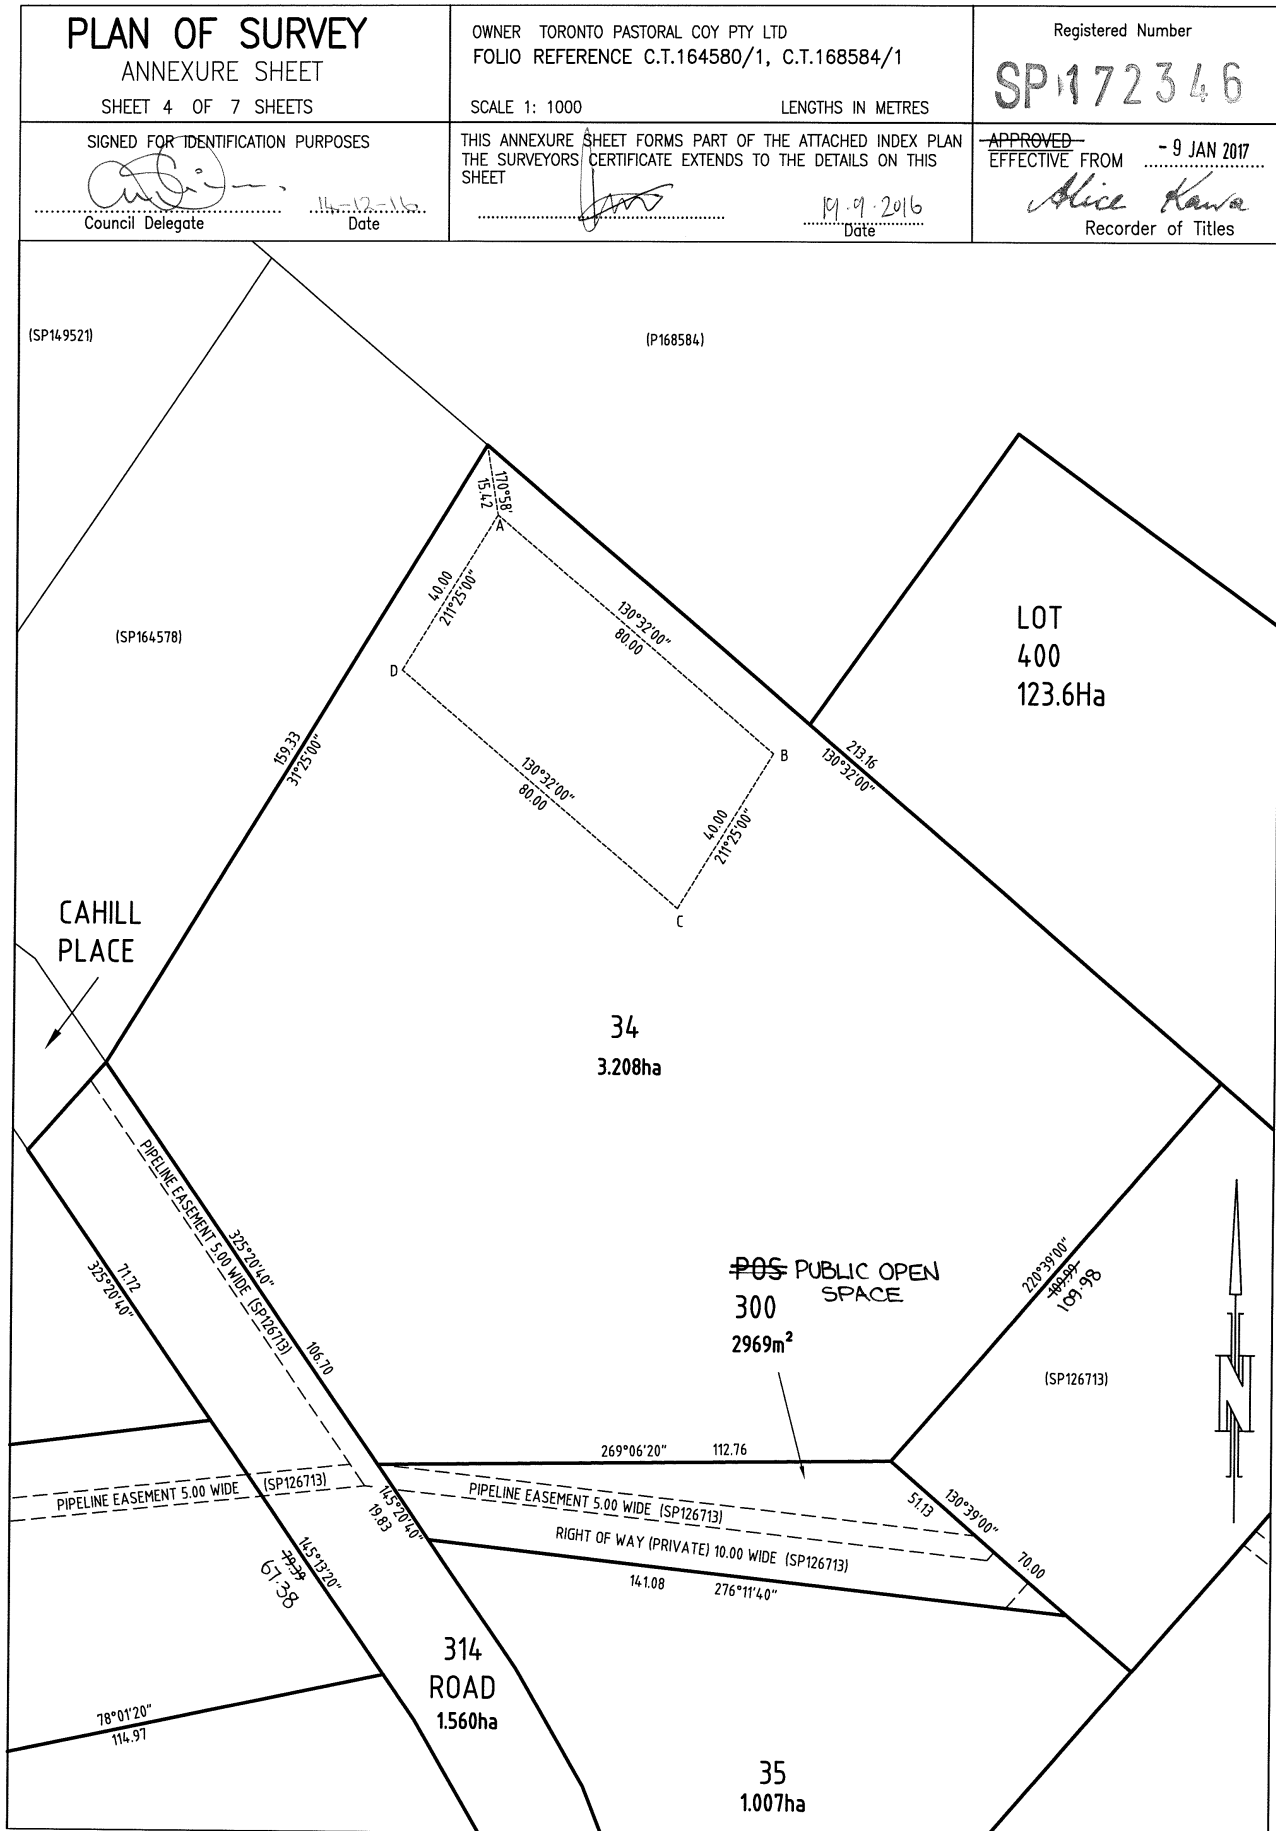 PLAN OF SURVEY
ANNEXURE SHEET
SHEET 4 OF 7 SHEETS
OWNER TORONTO PASTORAL COY PTY LTD
FOLIO REFERENCE C.T.164580/1, C.T.168584/1
SCALE 1: 1000 LENGTHS IN METRES
Registered Number
SP172346
SIGNED FOR IDENTIFICATION PURPOSES
14-12-16
Council Delegate Date
THIS ANNEXURE SHEET FORMS PART OF THE ATTACHED INDEX PLAN
THE SURVEYORS CERTIFICATE EXTENDS TO THE DETAILS ON THIS
SHEET
19.9.2016
Date
APPROVED
EFFECTIVE FROM - 9 JAN 2017
Alice Kawa
Recorder of Titles
(SP149521)
(P168584)
170°58'
15.42
A
40.00
211°25'00"
130°32'00"
80.00
LOT
400
123.6Ha
(SP164578)
D
159.33
31°25'00"
B
213.16
130°32'00"
130°32'00"
80.00
40.00
211°25'00"
C
CAHILL
PLACE
34
3.208ha
PIPELINE EASEMENT 5.00 WIDE (SP126713)
325°20'40"
106.70
71.72
325°20'40"
POS PUBLIC OPEN
SPACE
300
2969m²
220°39'00"
109.99
109.98
(SP126713)
N
269°06'20" 112.76
PIPELINE EASEMENT 5.00 WIDE (SP126713)
PIPELINE EASEMENT 5.00 WIDE (SP126713)
145°20'40"
19.83
51.13
130°39'00"
70.00
RIGHT OF WAY (PRIVATE) 10.00 WIDE (SP126713)
141.08 276°11'40"
145°13'20"
79.39
67.38
314
ROAD
1.560ha
78°01'20"
114.97
35
1.007ha